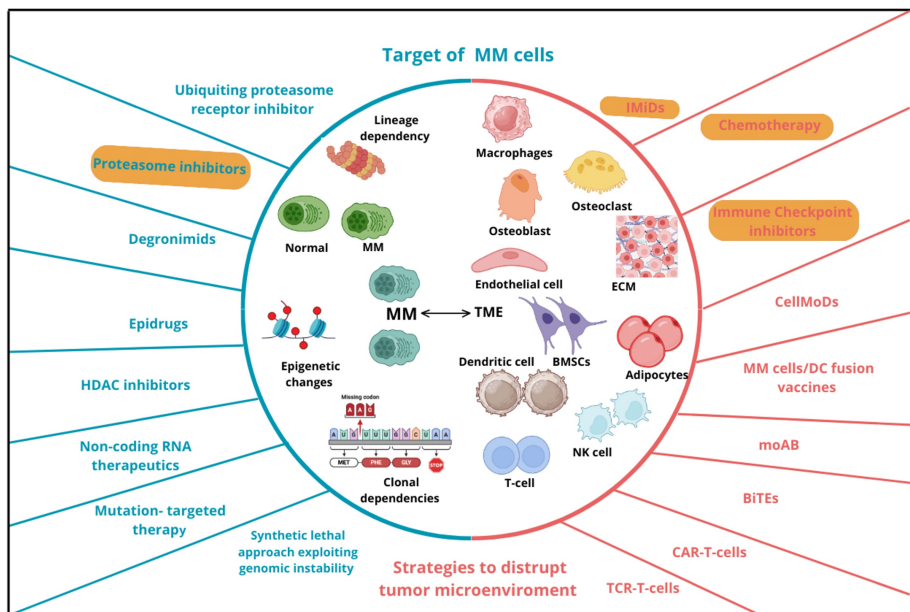 Target of MM cells
Ubiquiting proteasome
receptor inhibitor
Proteasome inhibitors
Degronimids
Epidrugs
HDAC inhibitors
Non-coding RNA
therapeutics
Mutation- targeted
therapy
Synthetic lethal
approach exploiting
genomic instability
Lineage
dependency
Normal
MM
MM
TME
Epigenetic
changes
Missing codon
A A G
A U G U U U G G C U A A
MET
PHE
GLY
STOP
Clonal
dependencies
Macrophages
Osteoclast
Osteoblast
Endothelial cell
ECM
Dendritic cell
BMSCs
Adipocytes
NK cell
T-cell
IMiDs
Chemotherapy
Immune Checkpoint
inhibitors
CellMoDs
MM cells/DC fusion
vaccines
moAB
BiTEs
CAR-T-cells
TCR-T-cells
Strategies to distrupt
tumor microenviroment